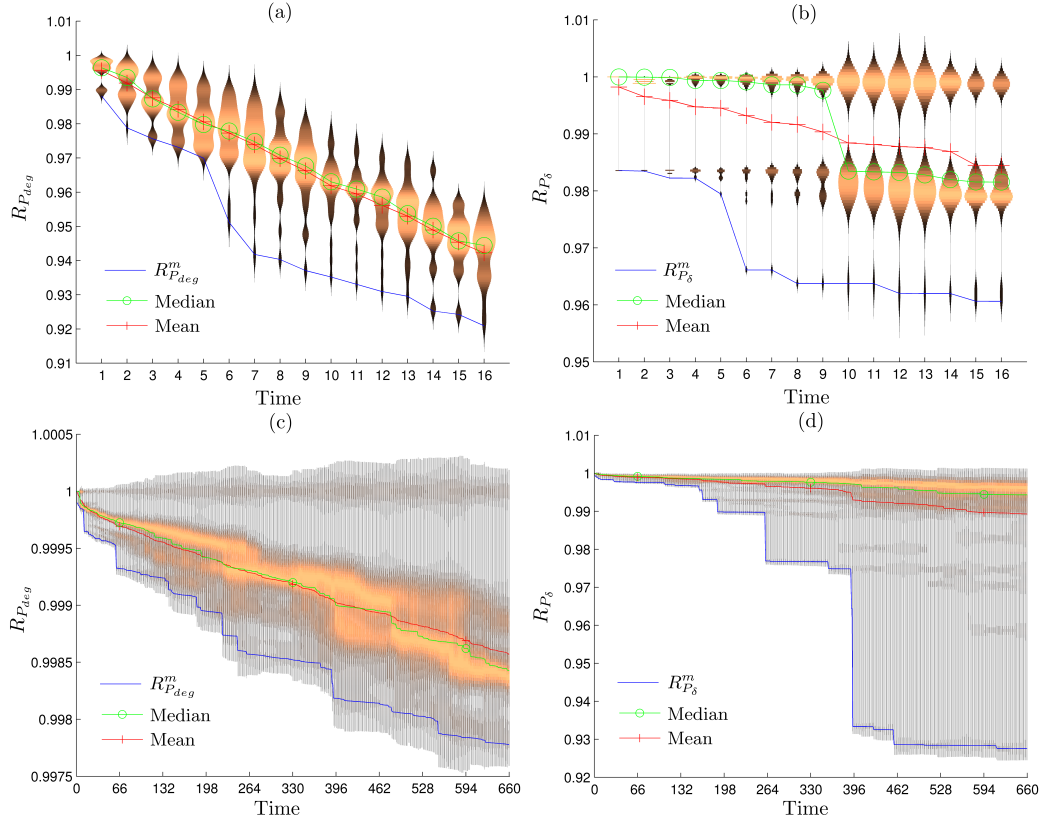 (a)
1.01
1
0.99
0.98
0.97
0.96
0.95
0.94
0.93
0.92
0.91
R_{P_{deg}}
R^m_{P_{deg}}
Median
Mean
1 2 3 4 5 6 7 8 9 10 11 12 13 14 15 16
Time
(b)
1.01
1
0.99
0.98
0.97
0.96
0.95
R_{P_δ}
R^m_{P_δ}
Median
Mean
1 2 3 4 5 6 7 8 9 10 11 12 13 14 15 16
Time
(c)
1.0005
1
0.9995
0.999
0.9985
0.998
0.9975
R_{P_{deg}}
R^m_{P_{deg}}
Median
Mean
0 66 132 198 264 330 396 462 528 594 660
Time
(d)
1.01
1
0.99
0.98
0.97
0.96
0.95
0.94
0.93
0.92
R_{P_δ}
R^m_{P_δ}
Median
Mean
0 66 132 198 264 330 396 462 528 594 660
Time